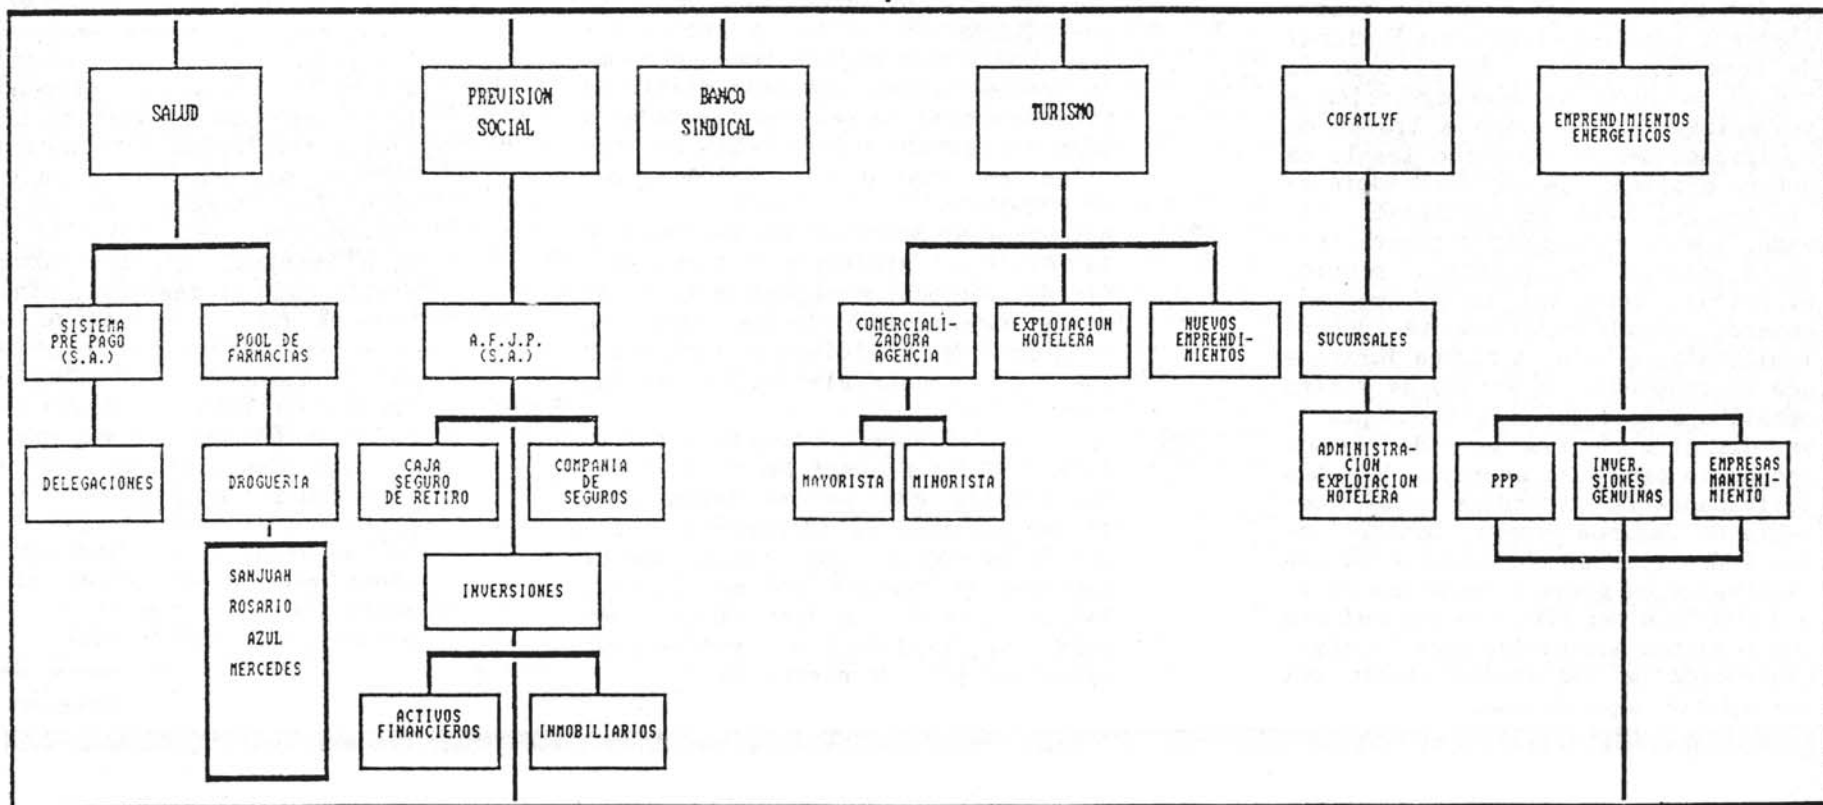 SALUD
PREVISION
SOCIAL
BANCO
SINDICAL
TURISMO
COFATLYF
EMPRENDIMIENTOS
ENERGETICOS
SISTEMA
PRE PAGO
(S.A.)
POOL DE
FARMACIAS
A.F.J.P.
(S.A.)
COMERCIALI-
ZADORA
AGENCIA
EXPLOTACION
HOTELERA
NUEVOS
EMPRENDI-
MIENTOS
SUCURSALES
DELEGACIONES
DROGUERIA
CAJA
SEGURO
DE RETIRO
COMPANIA
DE
SEGUROS
MAYORISTA
MINORISTA
ADMINISTRA-
CION
EXPLOTACION
HOTELERA
PPP
INVER.
SIONES
GENUINAS
EMPRESAS
MANTENI-
MIENTO
SANJUAN
ROSARIO
AZUL
MERCEDES
INVERSIONES
ACTIVOS
FINANCIEROS
INMOBILIARIOS